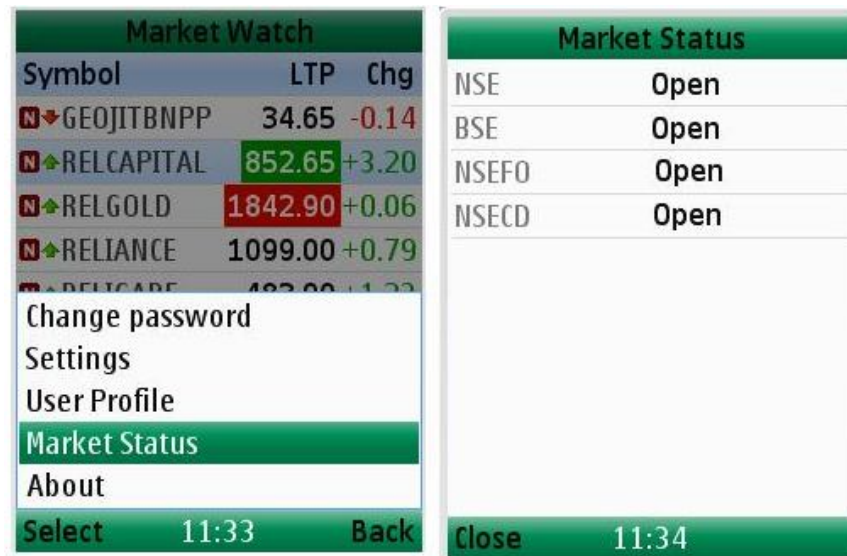 Market Watch
Symbol LTP Chg
N GEOJITBNPP 34.65 -0.14
N RELCAPITAL 852.65 +3.20
N RELGOLD 1842.90 +0.06
N RELIANCE 1099.00 +0.79
Change password
Settings
User Profile
Market Status
About
Select 11:33 Back
Market Status
NSE Open
BSE Open
NSEFO Open
NSECD Open
Close 11:34